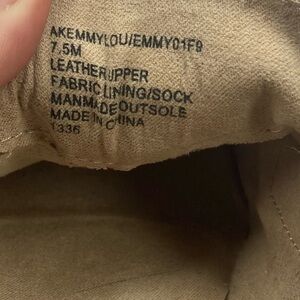 AKEMMYLOU/EMMY01F9
7.5M
LEATHER UPPER
FABRIC LINING/SOCK
MANMADE OUTSOLE
MADE IN CHINA
1336